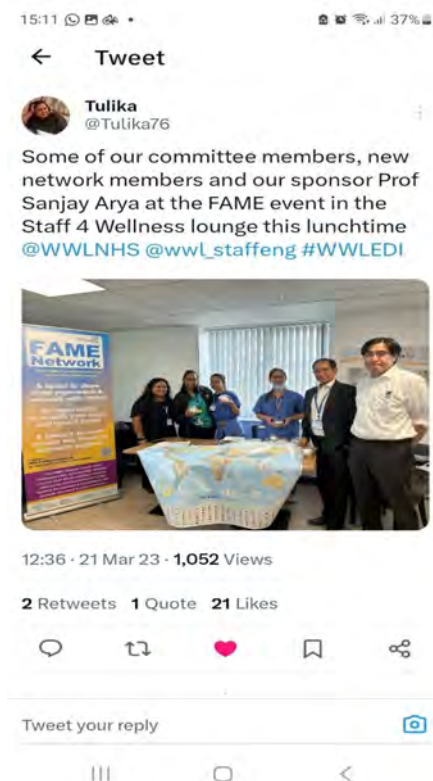 15:11
37%
Tweet
Tulika
@Tulika76
Some of our committee members, new
network members and our sponsor Prof
Sanjay Arya at the FAME event in the
Staff 4 Wellness lounge this lunchtime
@WWLNHS @wwl_staffeng #WWLEDI
FAME
Network
12:36 · 21 Mar 23 · 1,052 Views
2 Retweets 1 Quote 21 Likes
Tweet your reply